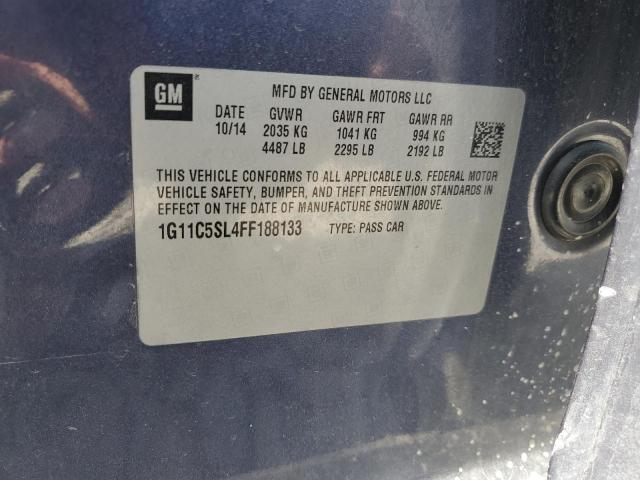 GM ®
MFD BY GENERAL MOTORS LLC
DATE GVWR GAWR FRT GAWR RR
10/14 2035 KG 1041 KG 994 KG
4487 LB 2295 LB 2192 LB
THIS VEHICLE CONFORMS TO ALL APPLICABLE U.S. FEDERAL MOTOR
VEHICLE SAFETY, BUMPER, AND THEFT PREVENTION STANDARDS IN
EFFECT ON THE DATE OF MANUFACTURE SHOWN ABOVE.
1G11C5SL4FF188133 TYPE: PASS CAR